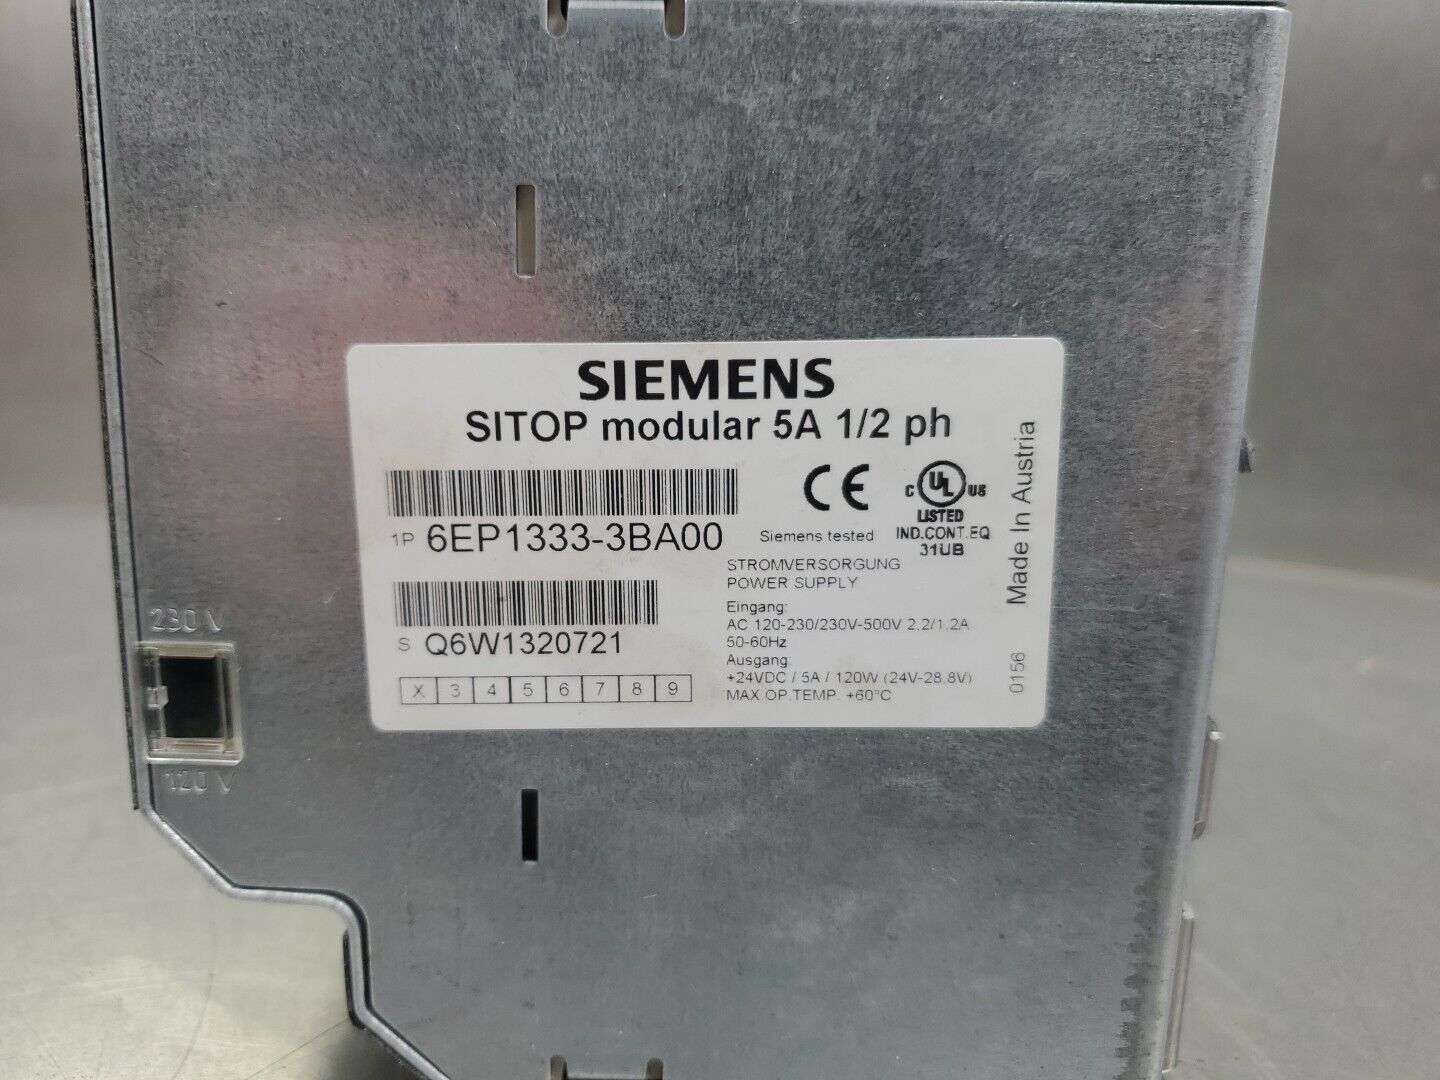 SIEMENS
SITOP modular 5A 1/2 ph
1P 6EP1333-3BA00
S Q6W1320721
X 3 4 5 6 7 8 9
CE
Siemens tested
C UL US
LISTED
IND.CONT.EQ
31UB
STROMVERSORGUNG
POWER SUPPLY
Eingang:
AC 120-230/230V-500V 2,2/1,2A
50-60Hz
Ausgang:
+24VDC / 5A / 120W (24V-28.8V)
MAX.OP.TEMP. +60°C
Made In Austria
0156
230 V
120 V